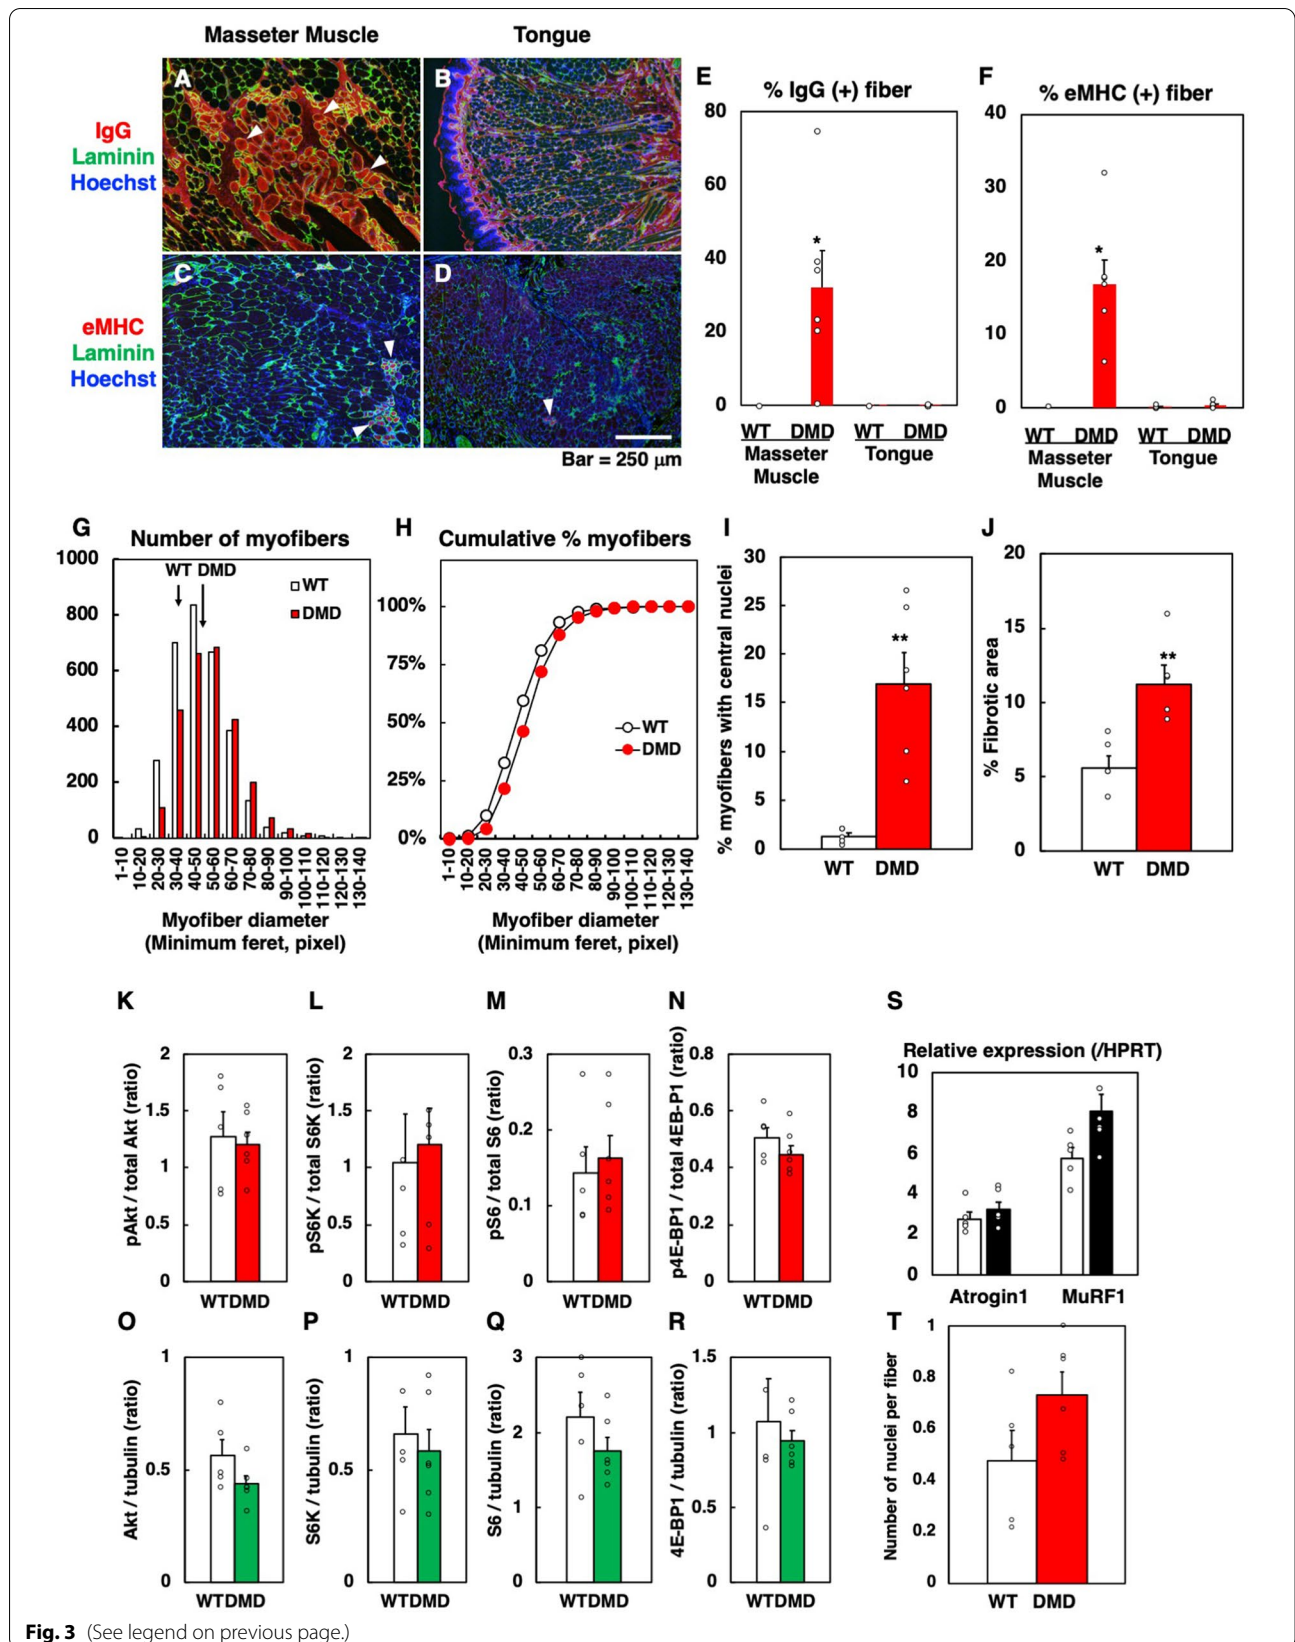 Masseter Muscle Tongue
A B
IgG
Laminin
Hoechst
C D
eMHC
Laminin
Hoechst
Bar = 250 μm
E
% IgG (+) fiber
80
60
40
20
0
*
WT DMD WT DMD
Masseter Muscle Tongue
F
% eMHC (+) fiber
40
30
20
10
0
*
WT DMD WT DMD
Masseter Muscle Tongue
G
Number of myofibers
1000
800
600
400
200
0
WT DMD
WT
DMD
1-10 10-20 20-30 30-40 40-50 50-60 60-70 70-80 80-90 90-100 100-110 110-120 120-130 130-140
Myofiber diameter
(Minimum feret, pixel)
H
Cumulative % myofibers
100%
75%
50%
25%
0%
WT
DMD
1-10 10-20 20-30 30-40 40-50 50-60 60-70 70-80 80-90 90-100 100-110 110-120 120-130 130-140
Myofiber diameter
(Minimum feret, pixel)
I
% myofibers with central nuclei
30
25
20
15
10
5
0
**
WT DMD
J
% Fibrotic area
20
15
10
5
0
**
WT DMD
K
pAkt / total Akt (ratio)
2
1.5
1
0.5
0
WTDMD
L
pS6K / total S6K (ratio)
2
1.5
1
0.5
0
WTDMD
M
pS6 / total S6 (ratio)
0.3
0.2
0.1
0
WTDMD
N
p4E-BP1 / total 4EB-P1 (ratio)
0.8
0.6
0.4
0.2
0
WTDMD
S
Relative expression (/HPRT)
10
8
6
4
2
0
Atrogin1 MuRF1
O
Akt / tubulin (ratio)
1
0.5
0
WTDMD
P
S6K / tubulin (ratio)
1
0.5
0
WTDMD
Q
S6 / tubulin (ratio)
3
2
1
0
WTDMD
R
4E-BP1 / tubulin (ratio)
1.5
1
0.5
0
WTDMD
T
Number of nuclei per fiber
1
0.8
0.6
0.4
0.2
0
WT DMD
Fig. 3 (See legend on previous page.)